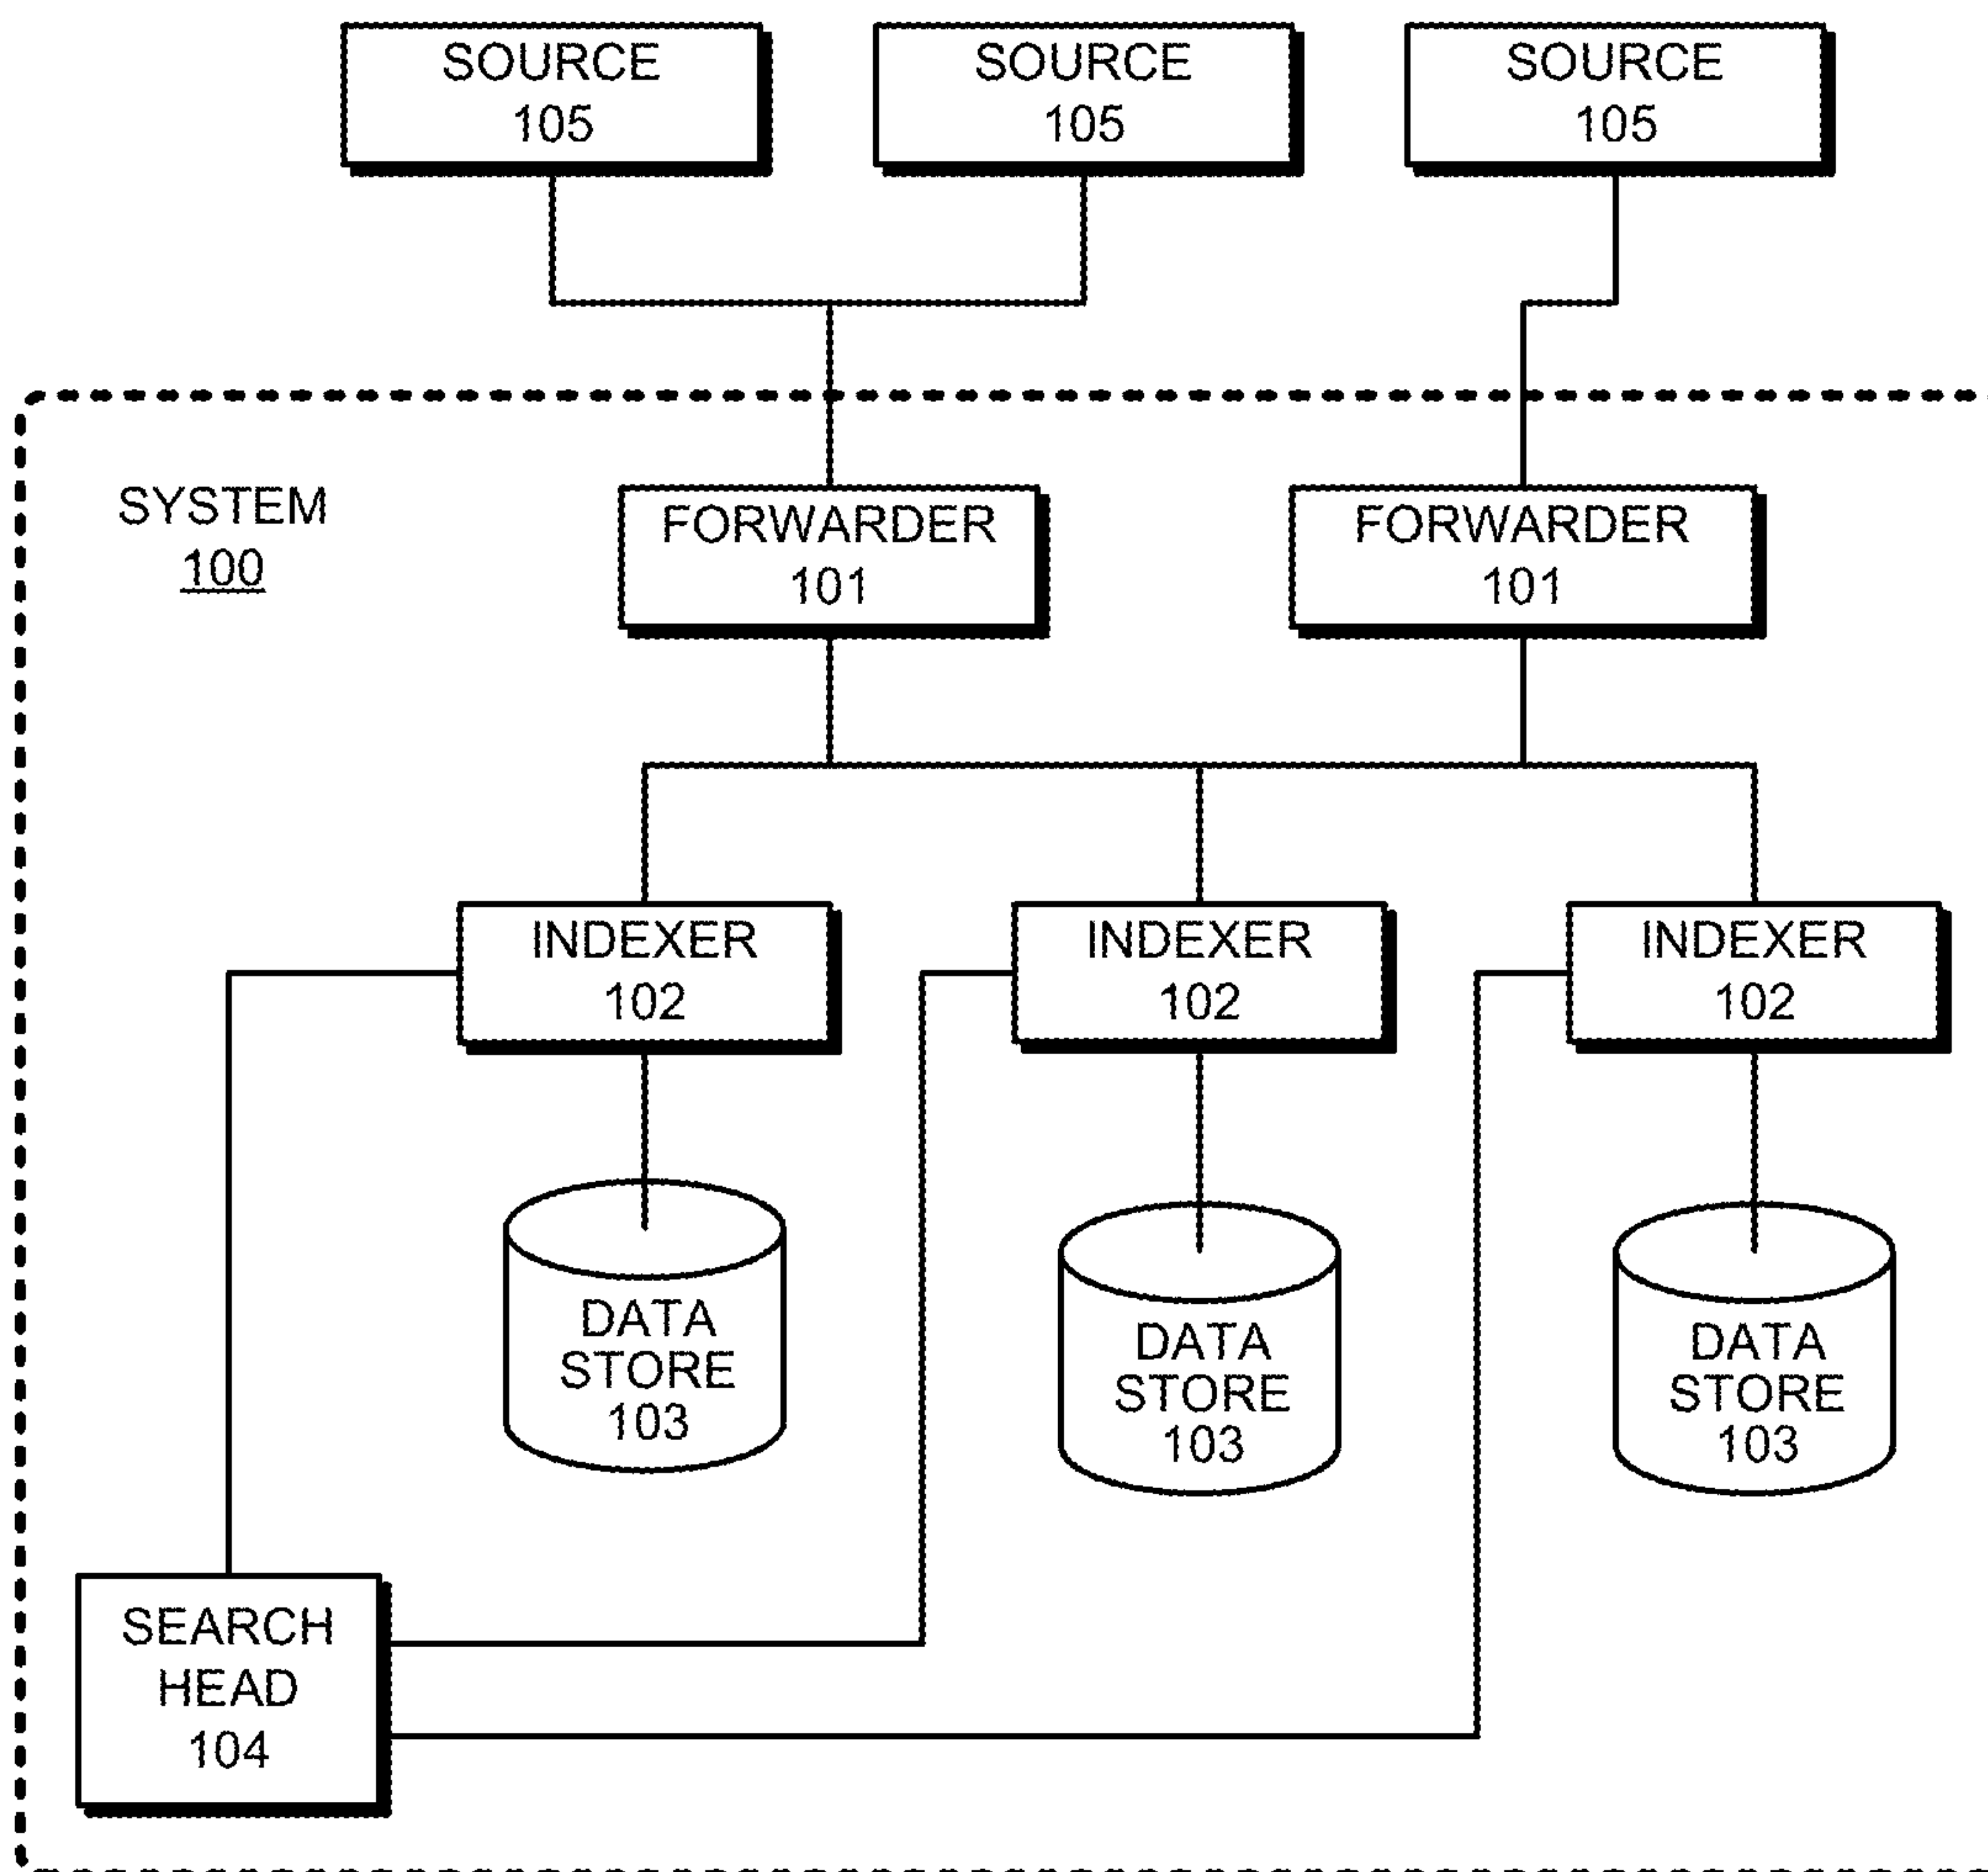 SOURCE
105
SOURCE
105
SOURCE
105
SYSTEM
100
FORWARDER
101
FORWARDER
101
INDEXER
102
INDEXER
102
INDEXER
102
DATA
STORE
103
DATA
STORE
103
DATA
STORE
103
SEARCH
HEAD
104